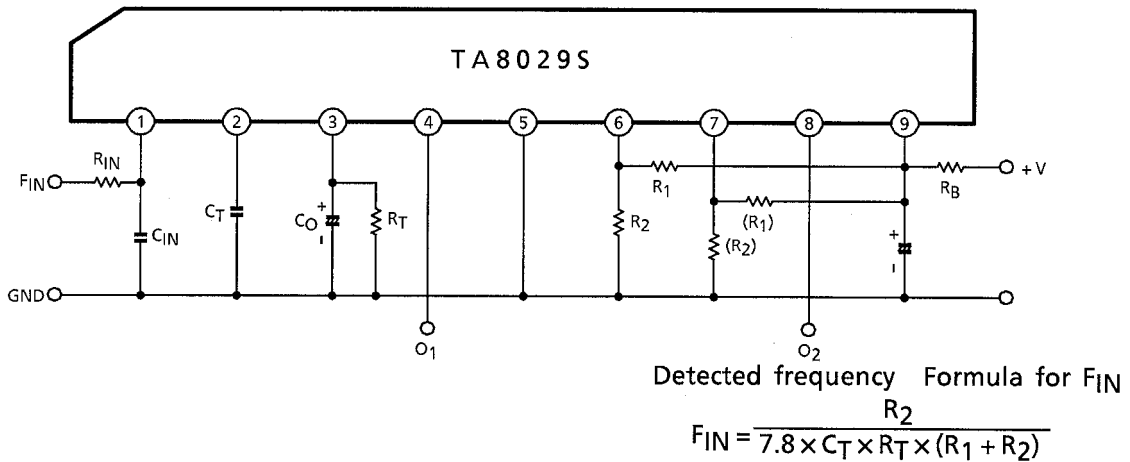 TA8029S
1 2 3 4 5 6 7 8 9
RIN
FIN
R1
RB
+V
CT
CO
+
-
RT
R2
(R1)
(R2)
+
-
CIN
GND
O1
O2
Detected frequency Formula for FIN
FIN = R2 / 7.8 × CT × RT × (R1 + R2)